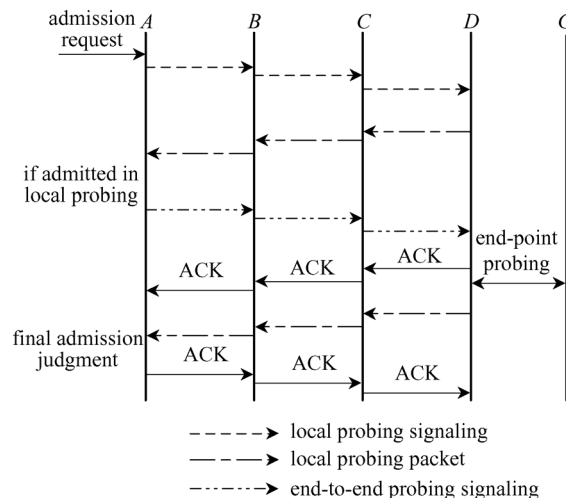 A B C D
admission
request
if admitted in
local probing
end-point
probing
ACK
ACK
ACK
final admission
judgment
ACK
ACK
ACK
local probing signaling
local probing packet
end-to-end probing signaling